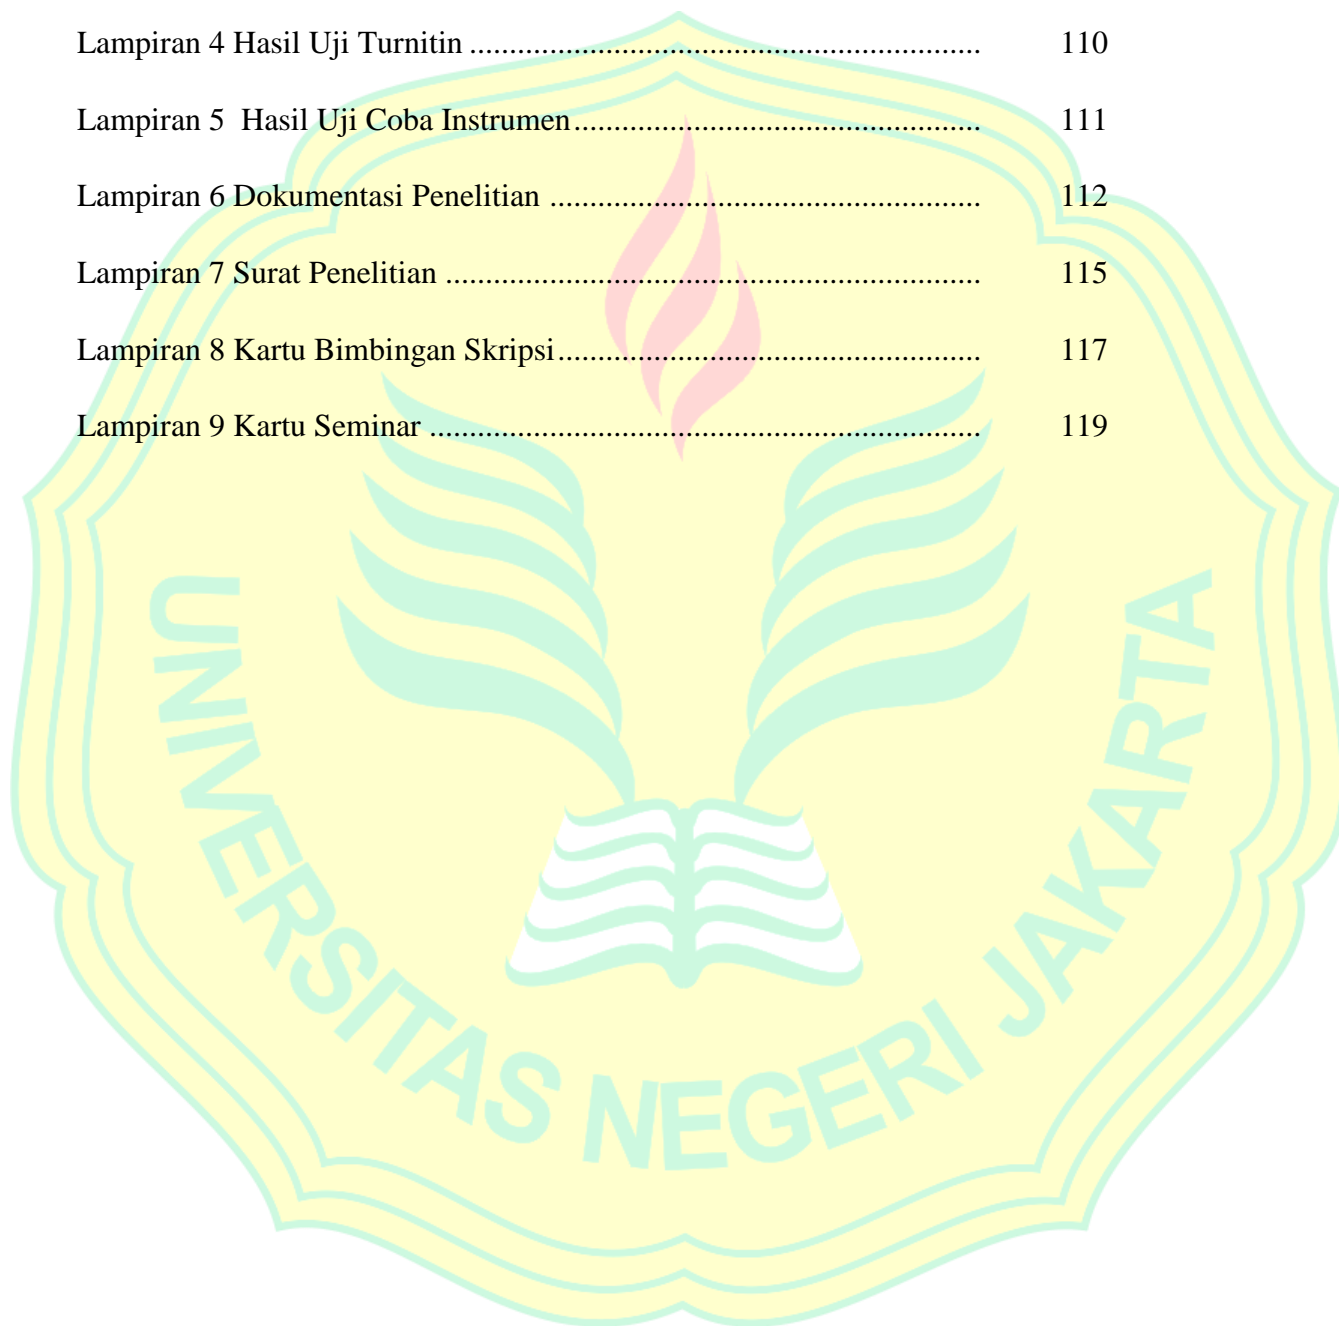 Lampiran 4 Hasil Uji Turnitin ................................................................ 110
Lampiran 5  Hasil Uji Coba Instrumen................................................... 111
Lampiran 6 Dokumentasi Penelitian ...................................................... 112
Lampiran 7 Surat Penelitian ................................................................... 115
Lampiran 8 Kartu Bimbingan Skripsi..................................................... 117
Lampiran 9 Kartu Seminar ..................................................................... 119
UNIVERSITAS NEGERI JAKARTA